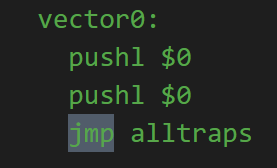 vector0:
pushl $0
pushl $0
jmp alltraps